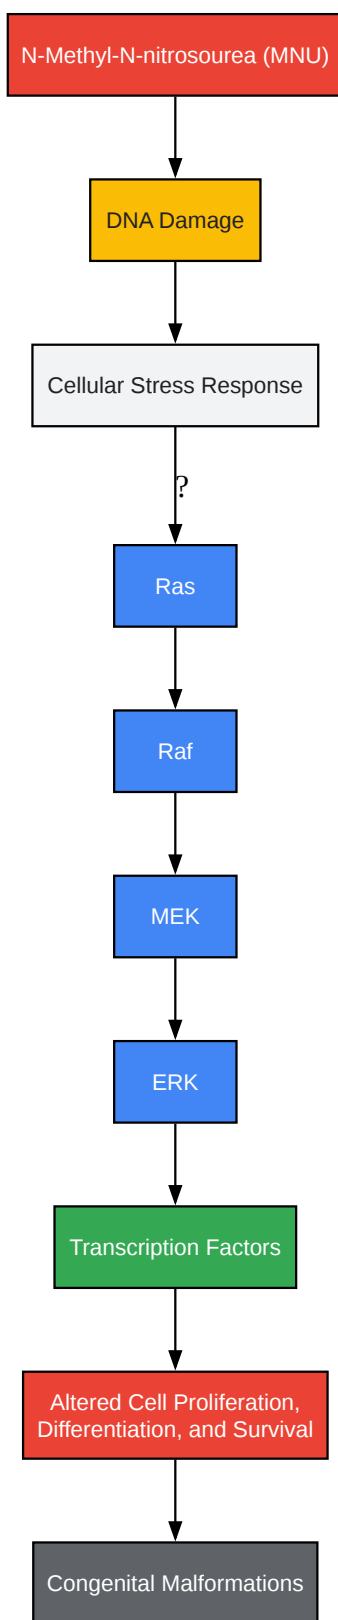 N-Methyl-N-nitrosourea (MNU)
DNA Damage
Cellular Stress Response
?
Ras
Raf
MEK
ERK
Transcription Factors
Altered Cell Proliferation,
Differentiation, and Survival
Congenital Malformations